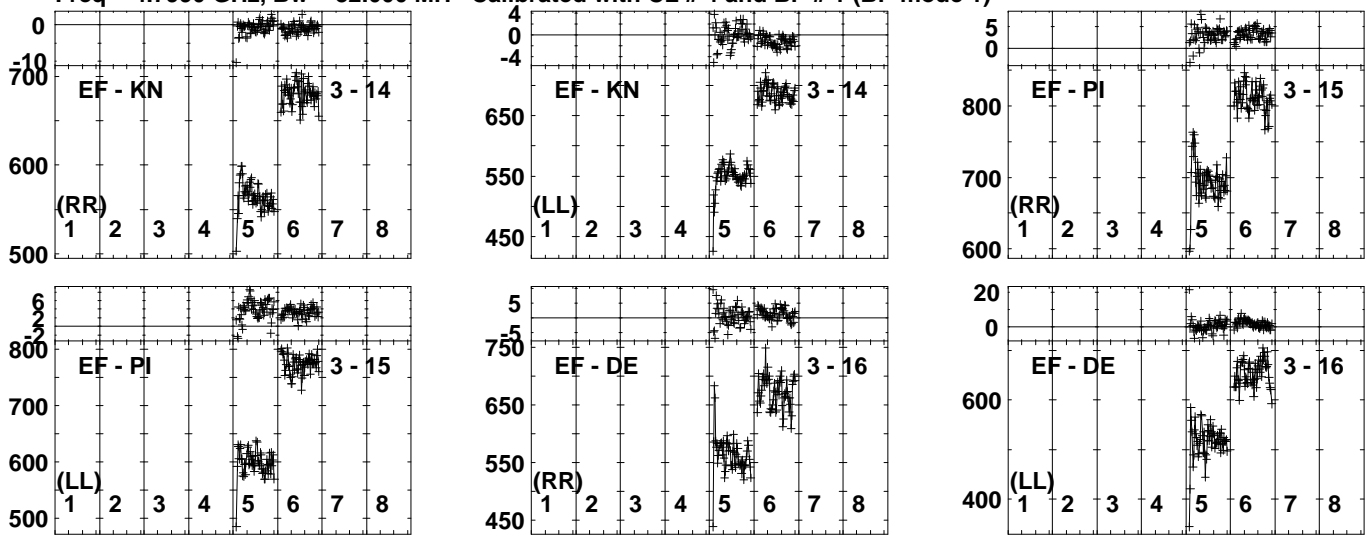 Freq GHz, Bw = 32.000 MH Calibrated with CL # and BP # 1 (BP mode 1)
0
-10
700
600
500
EF - KN
3 - 14
(RR)
1 2 3 4 5 6 7 8
4
0
-4
650
550
450
EF - KN
3 - 14
(LL)
1 2 3 4 5 6 7 8
5
0
800
700
600
EF - PI
3 - 15
(RR)
1 2 3 4 5 6 7 8
6
2
-2
800
700
600
500
EF - PI
3 - 15
(LL)
1 2 3 4 5 6 7 8
5
-5
750
650
550
450
EF - DE
3 - 16
(RR)
1 2 3 4 5 6 7 8
20
0
600
400
EF - DE
3 - 16
(LL)
1 2 3 4 5 6 7 8